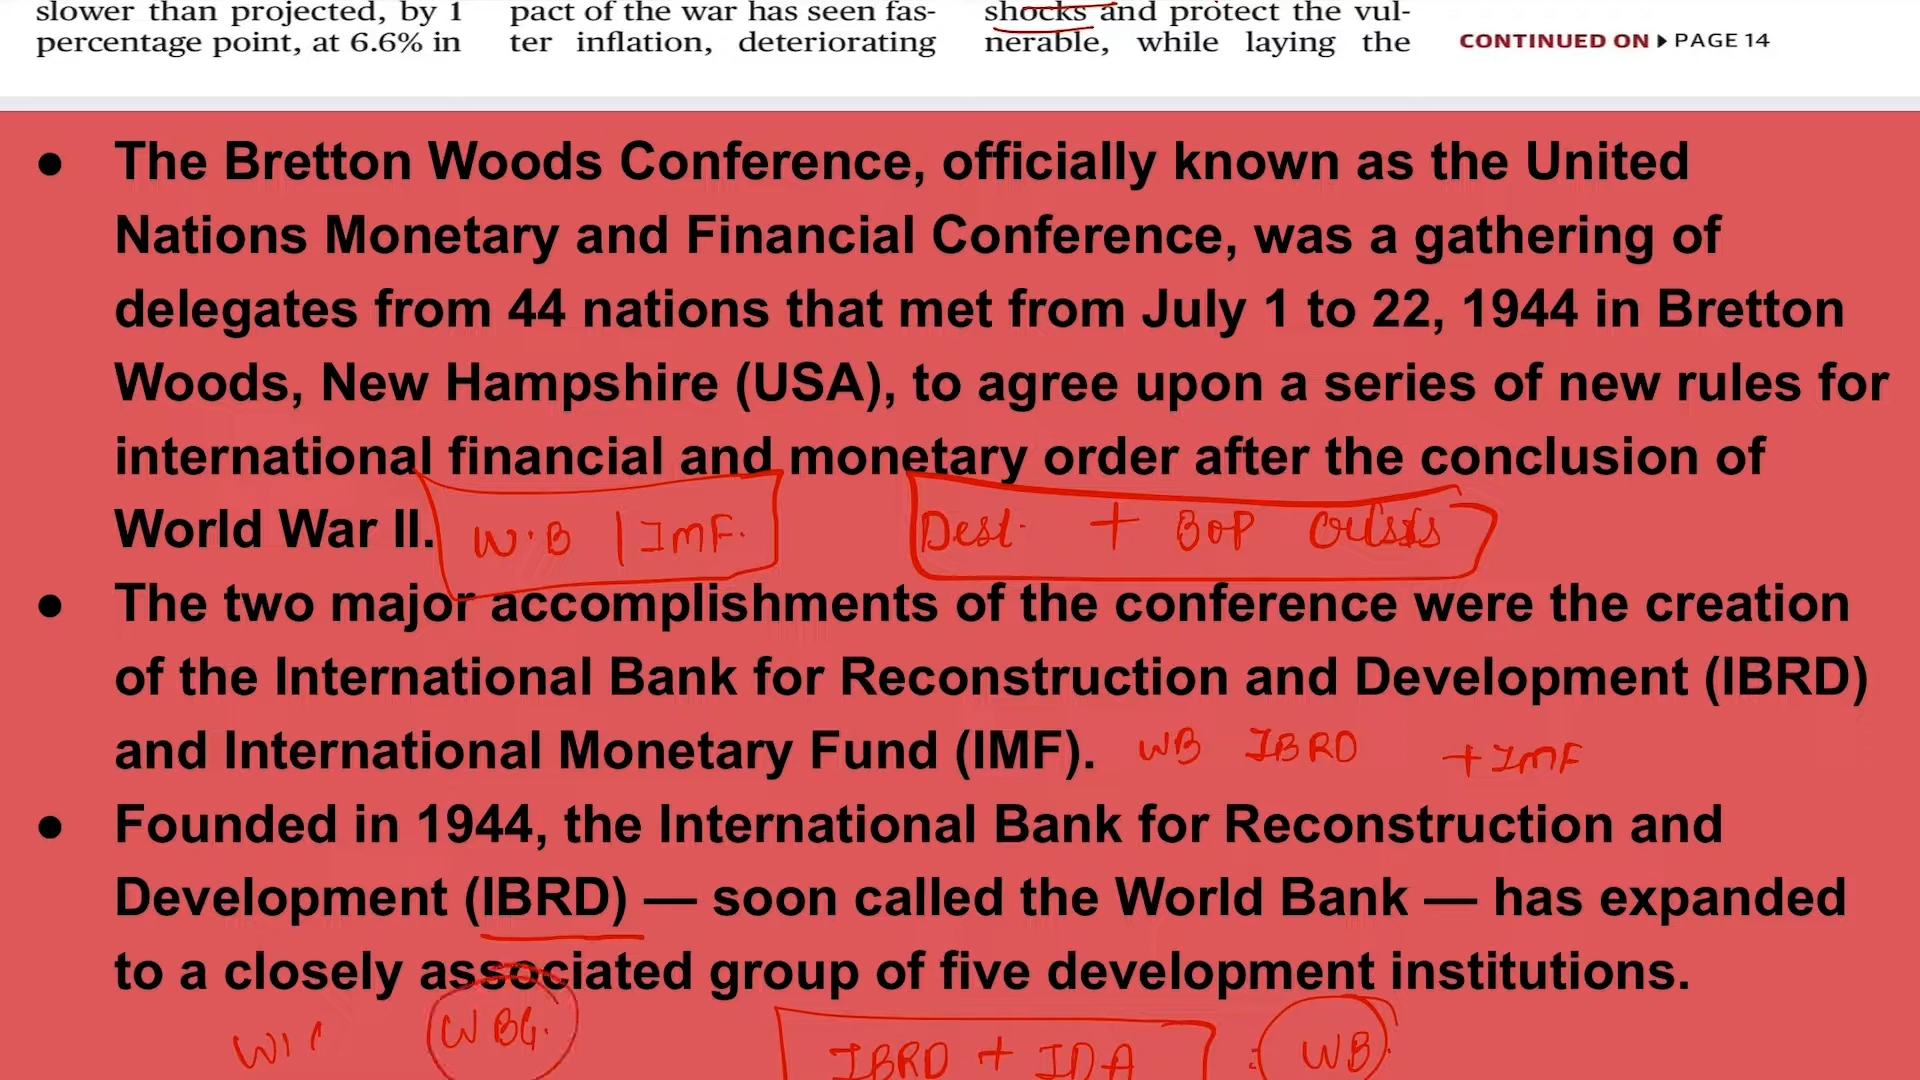 slower than projected, by 1
percentage point, at 6.6% in
pact of the war has seen fas-
ter inflation, deteriorating
shocks and protect the vul-
nerable, while laying the
CONTINUED ON PAGE 14
● The Bretton Woods Conference, officially known as the United
Nations Monetary and Financial Conference, was a gathering of
delegates from 44 nations that met from July 1 to 22, 1944 in Bretton
Woods, New Hampshire (USA), to agree upon a series of new rules for
international financial and monetary order after the conclusion of
World War II. W.B | IMF. Dest. + BOP Crisis
● The two major accomplishments of the conference were the creation
of the International Bank for Reconstruction and Development (IBRD)
and International Monetary Fund (IMF). WB IBRD + IMF
● Founded in 1944, the International Bank for Reconstruction and
Development (IBRD) — soon called the World Bank — has expanded
to a closely associated group of five development institutions.
WBG. IBRD + IDA : WB